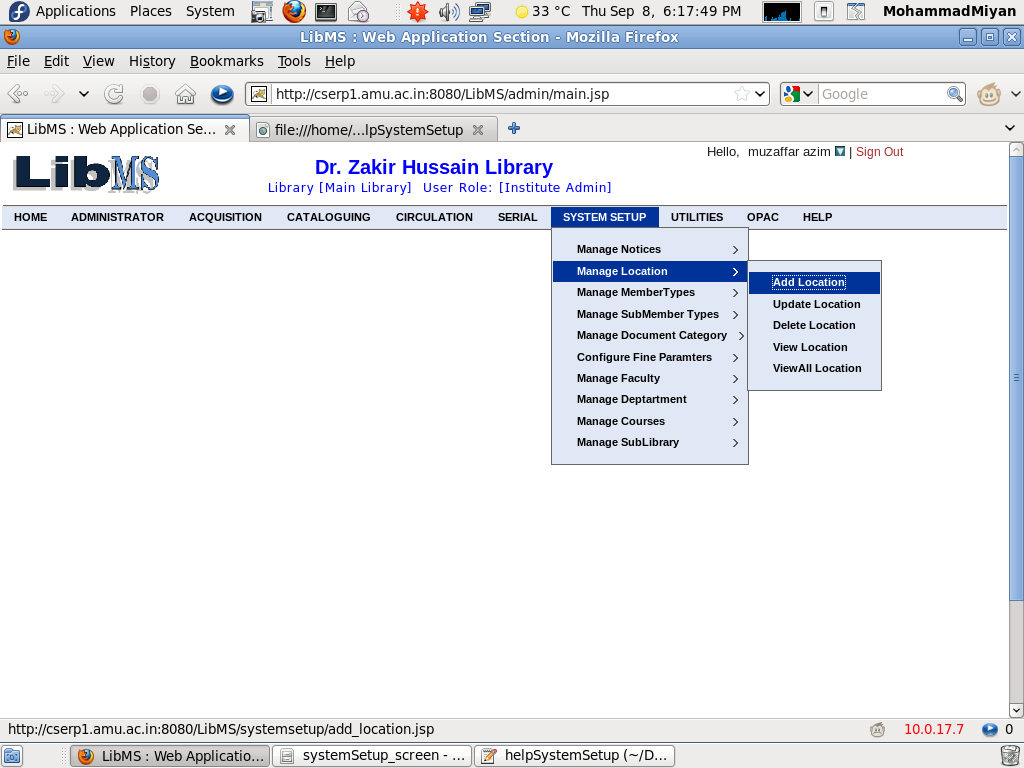 Applications Places System 33 °C Thu Sep 8, 6:17:49 PM MohammadMiyan
LibMS : Web Application Section - Mozilla Firefox
File Edit View History Bookmarks Tools Help
http://cserp1.amu.ac.in:8080/LibMS/admin/main.jsp Google
LibMS : Web Application Se... file:///home/...lpSystemSetup
Hello, muzaffar azim | Sign Out
LibMS
Dr. Zakir Hussain Library
Library [Main Library] User Role: [Institute Admin]
HOME ADMINISTRATOR ACQUISITION CATALOGUING CIRCULATION SERIAL SYSTEM SETUP UTILITIES OPAC HELP
Manage Notices
Manage Location
Manage MemberTypes
Manage SubMember Types
Manage Document Category
Configure Fine Paramters
Manage Faculty
Manage Deptartment
Manage Courses
Manage SubLibrary
Add Location
Update Location
Delete Location
View Location
ViewAll Location
http://cserp1.amu.ac.in:8080/LibMS/systemsetup/add_location.jsp 10.0.17.7 0
LibMS : Web Applicatio... systemSetup_screen - ... helpSystemSetup (~/D...